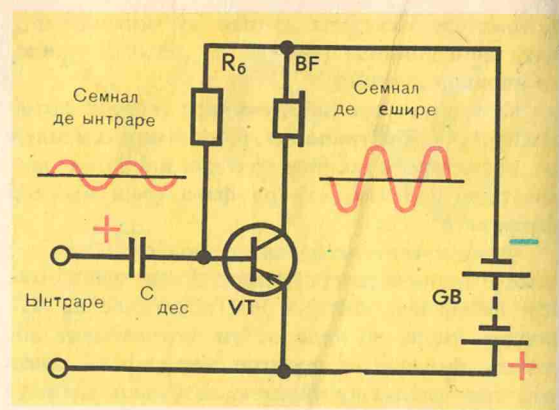 Rб
BF
Семнал
де ынтраре
Семнал
де ешире
+
−
Ынтраре
C дес
VT
GB
+